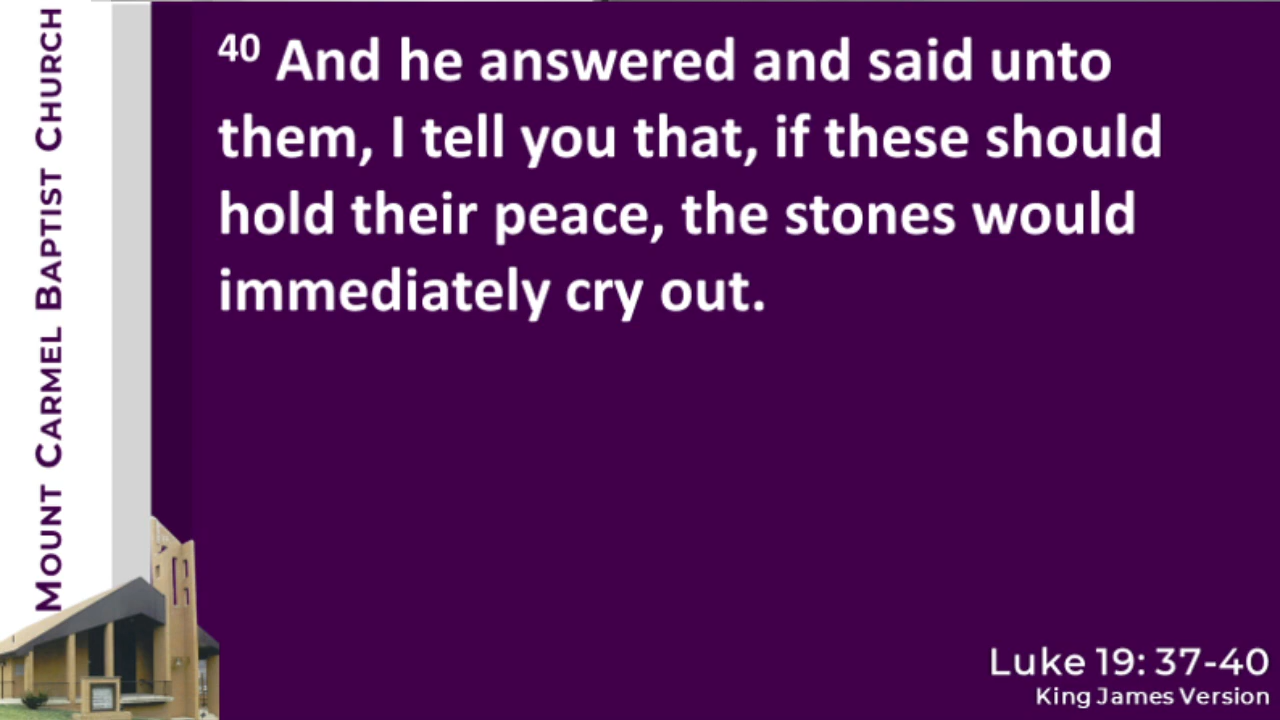 MOUNT CARMEL BAPTIST CHURCH
40 And he answered and said unto
them, I tell you that, if these should
hold their peace, the stones would
immediately cry out.
Luke 19: 37-40
King James Version